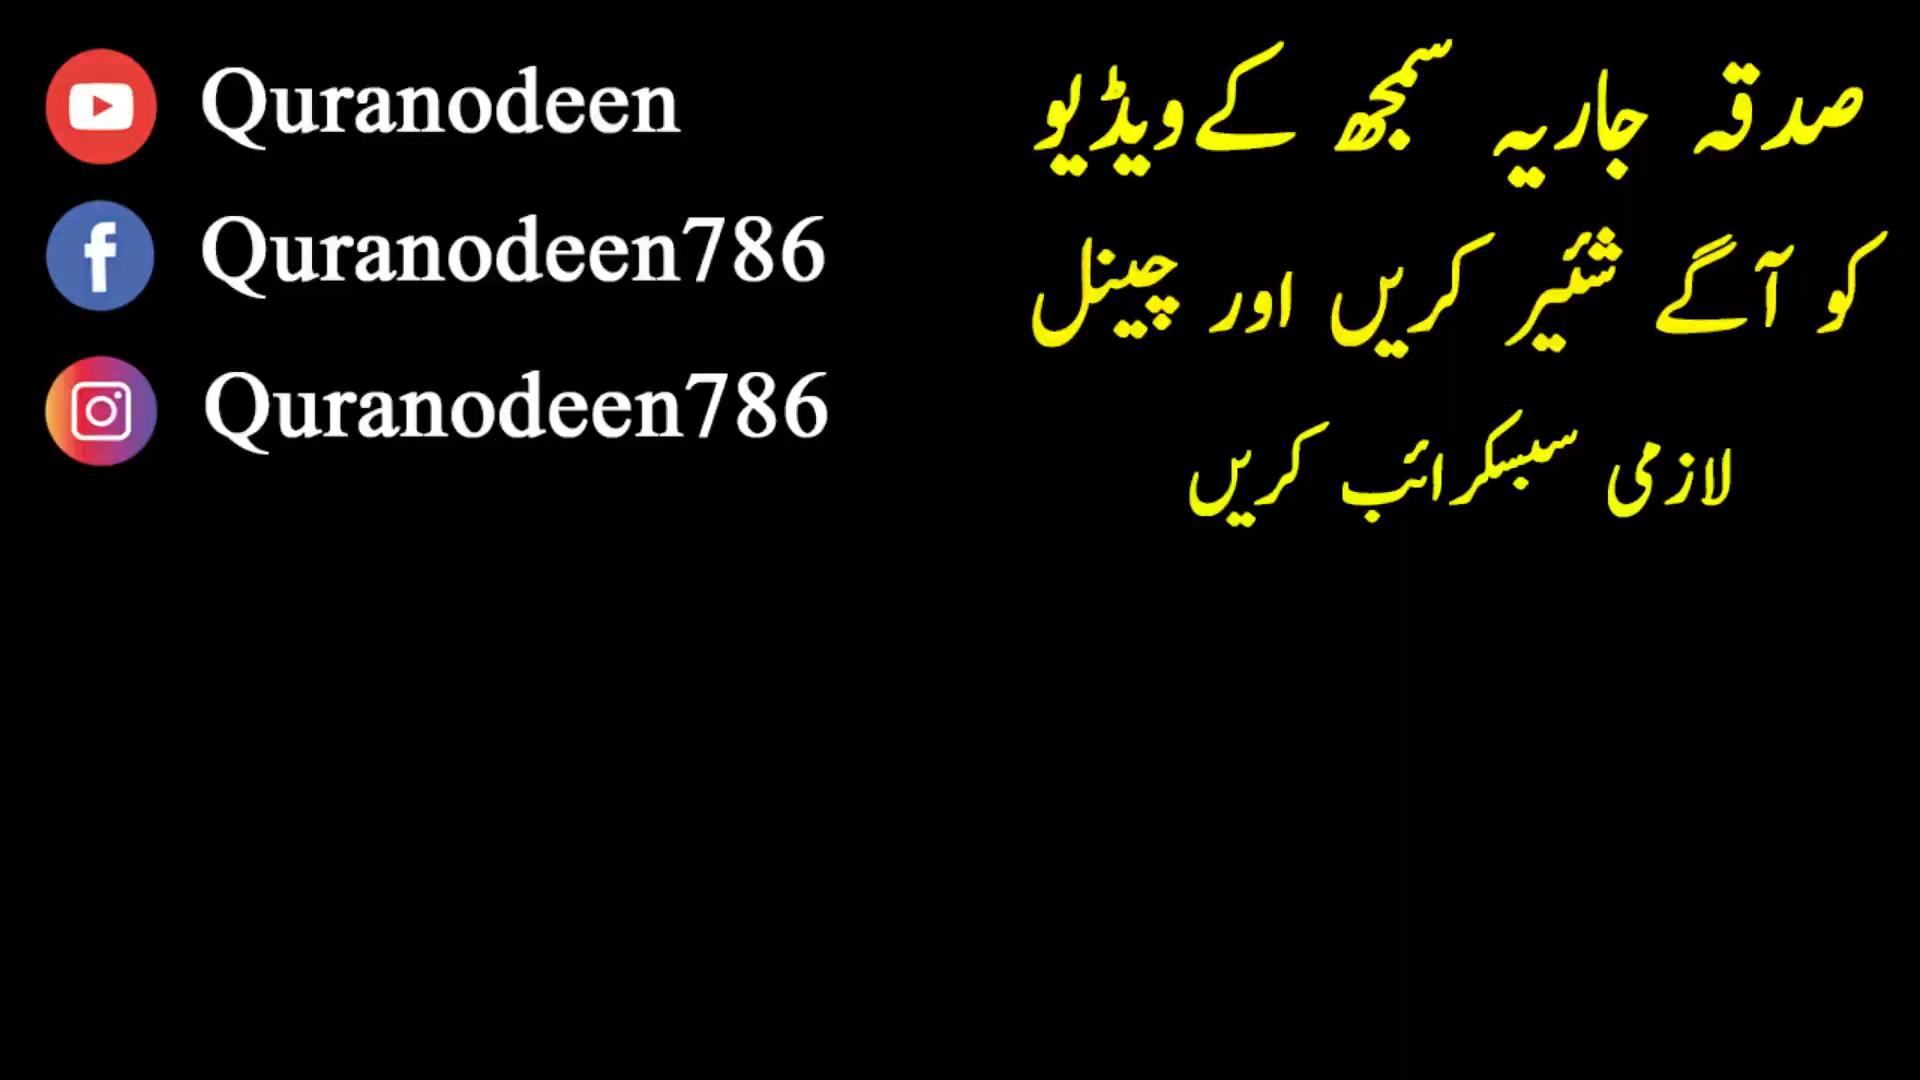 Quranodeen
Quranodeen786
Quranodeen786
صدقہ جاریہ سمجھ کے ویڈیو
کو آگے شئیر کریں اور چینل
لازمی سبسکرائب کریں